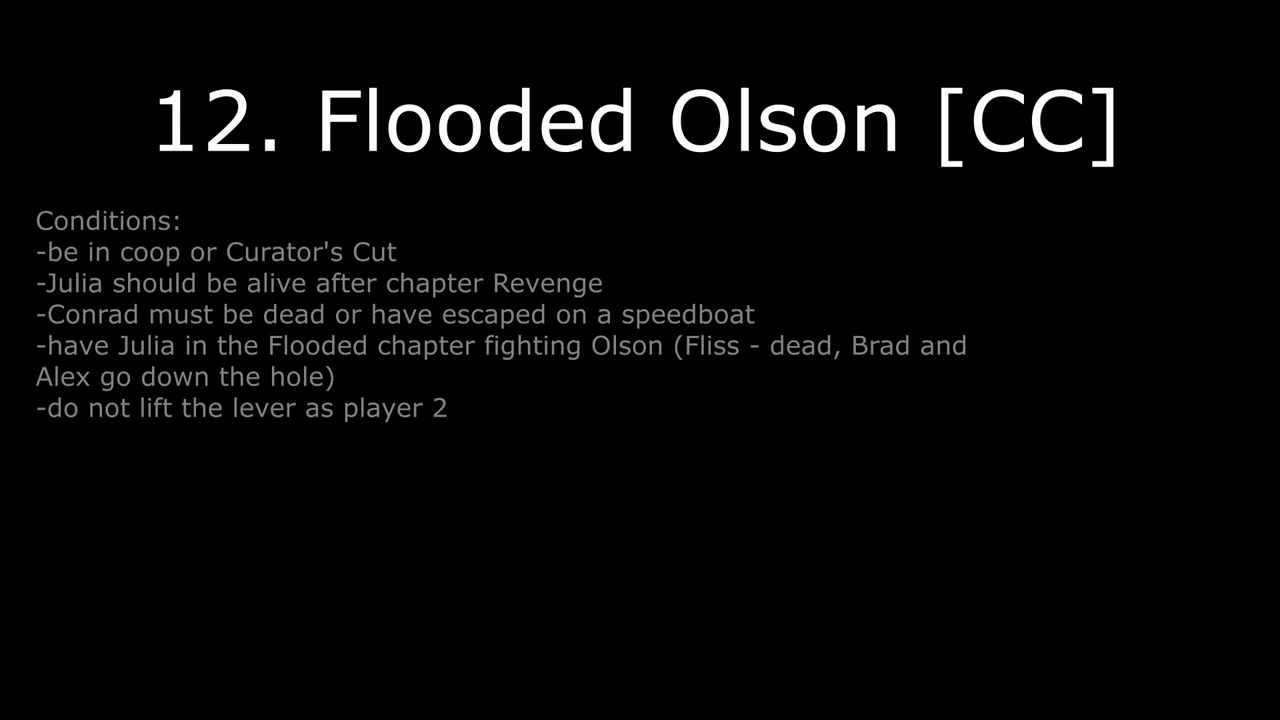 12. Flooded Olson [CC]
Conditions:
-be in coop or Curator's Cut
-Julia should be alive after chapter Revenge
-Conrad must be dead or have escaped on a speedboat
-have Julia in the Flooded chapter fighting Olson (Fliss - dead, Brad and
Alex go down the hole)
-do not lift the lever as player 2